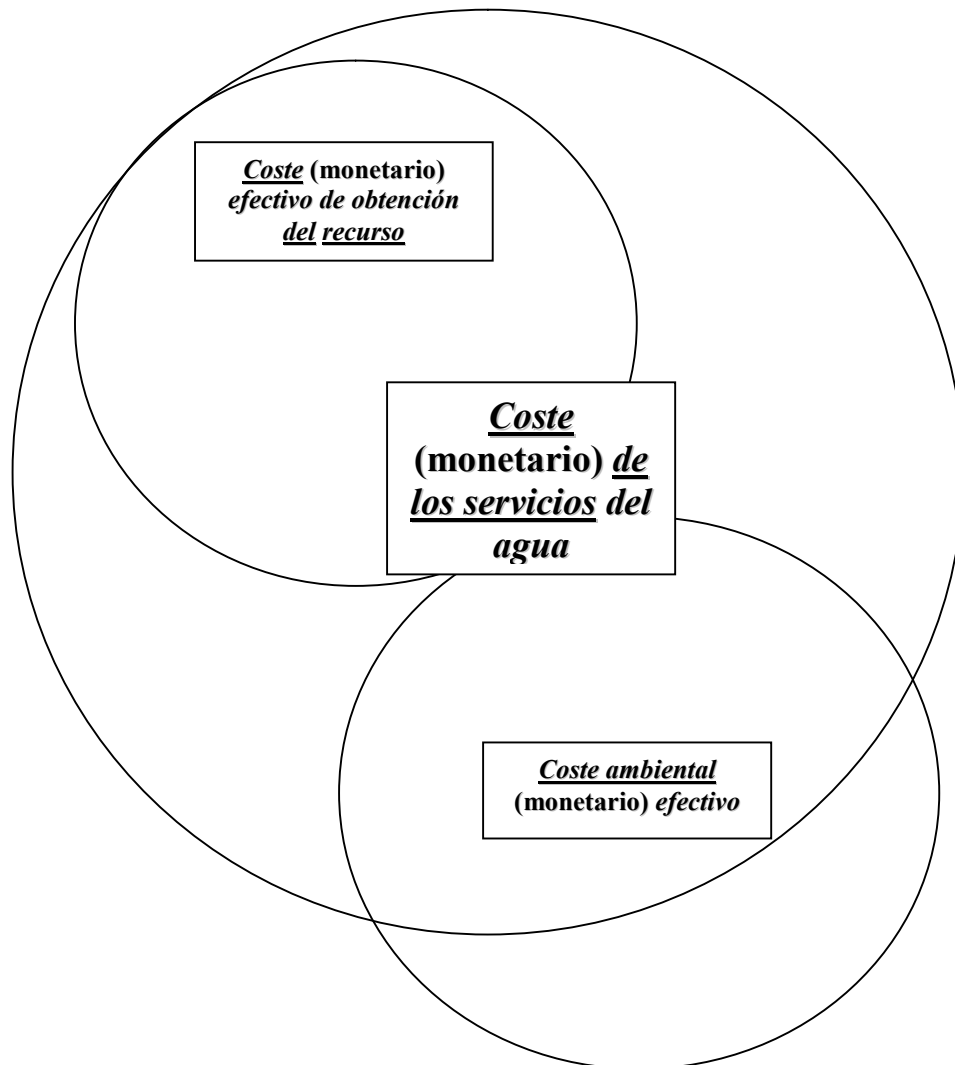 Coste (monetario)
efectivo de obtención
del recurso
Coste
(monetario) de
los servicios del
agua
Coste ambiental
(monetario) efectivo